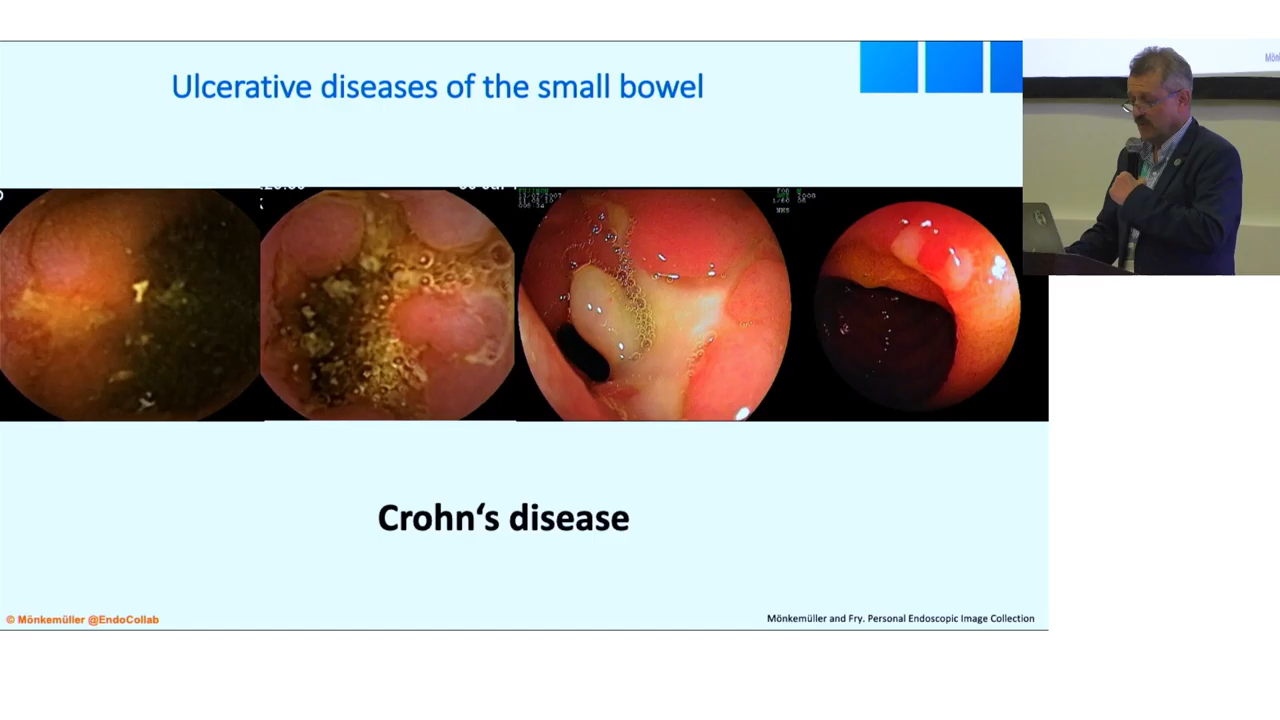 Ulcerative diseases of the small bowel
Crohn‘s disease
© Mönkemüller @EndoCollab
Mönkemüller and Fry. Personal Endoscopic Image Collection